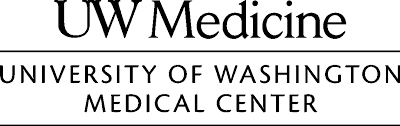 UW Medicine
UNIVERSITY OF WASHINGTON
MEDICAL CENTER